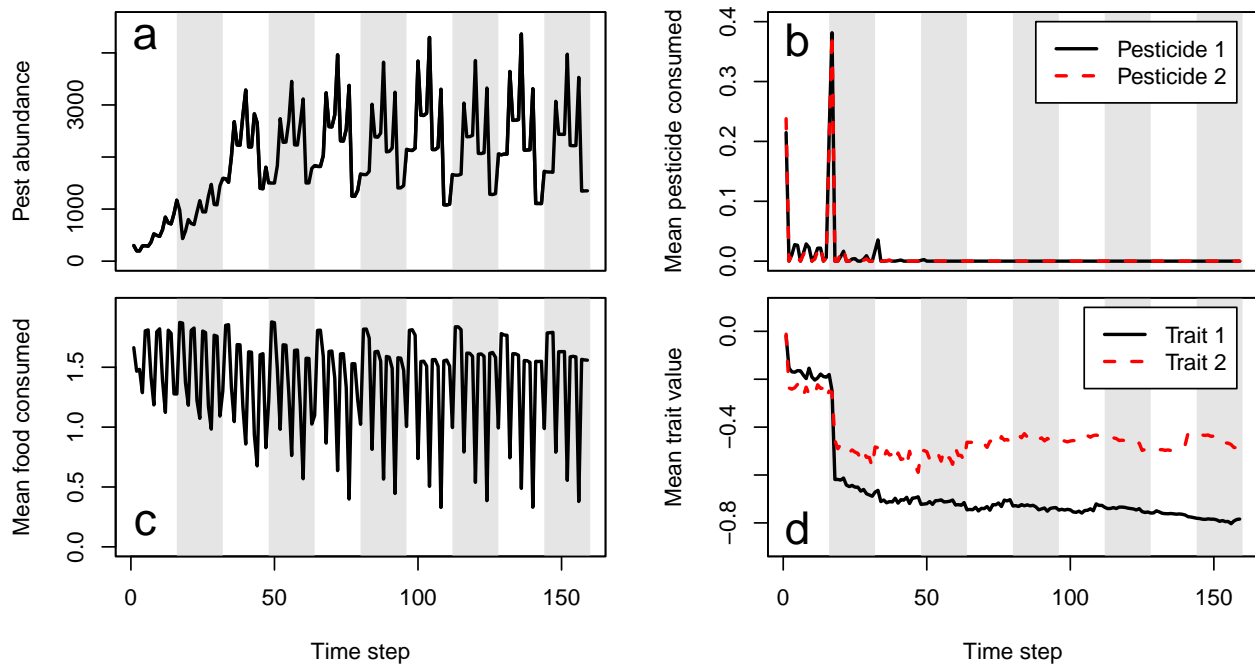 a
Pest abundance
0
1000
3000
b
Mean pesticide consumed
0.0
0.1
0.2
0.3
0.4
Pesticide 1
Pesticide 2
c
Mean food consumed
0.0
0.5
1.0
1.5
0
50
100
150
Time step
d
Mean trait value
−0.8
−0.4
0.0
Trait 1
Trait 2
0
50
100
150
Time step